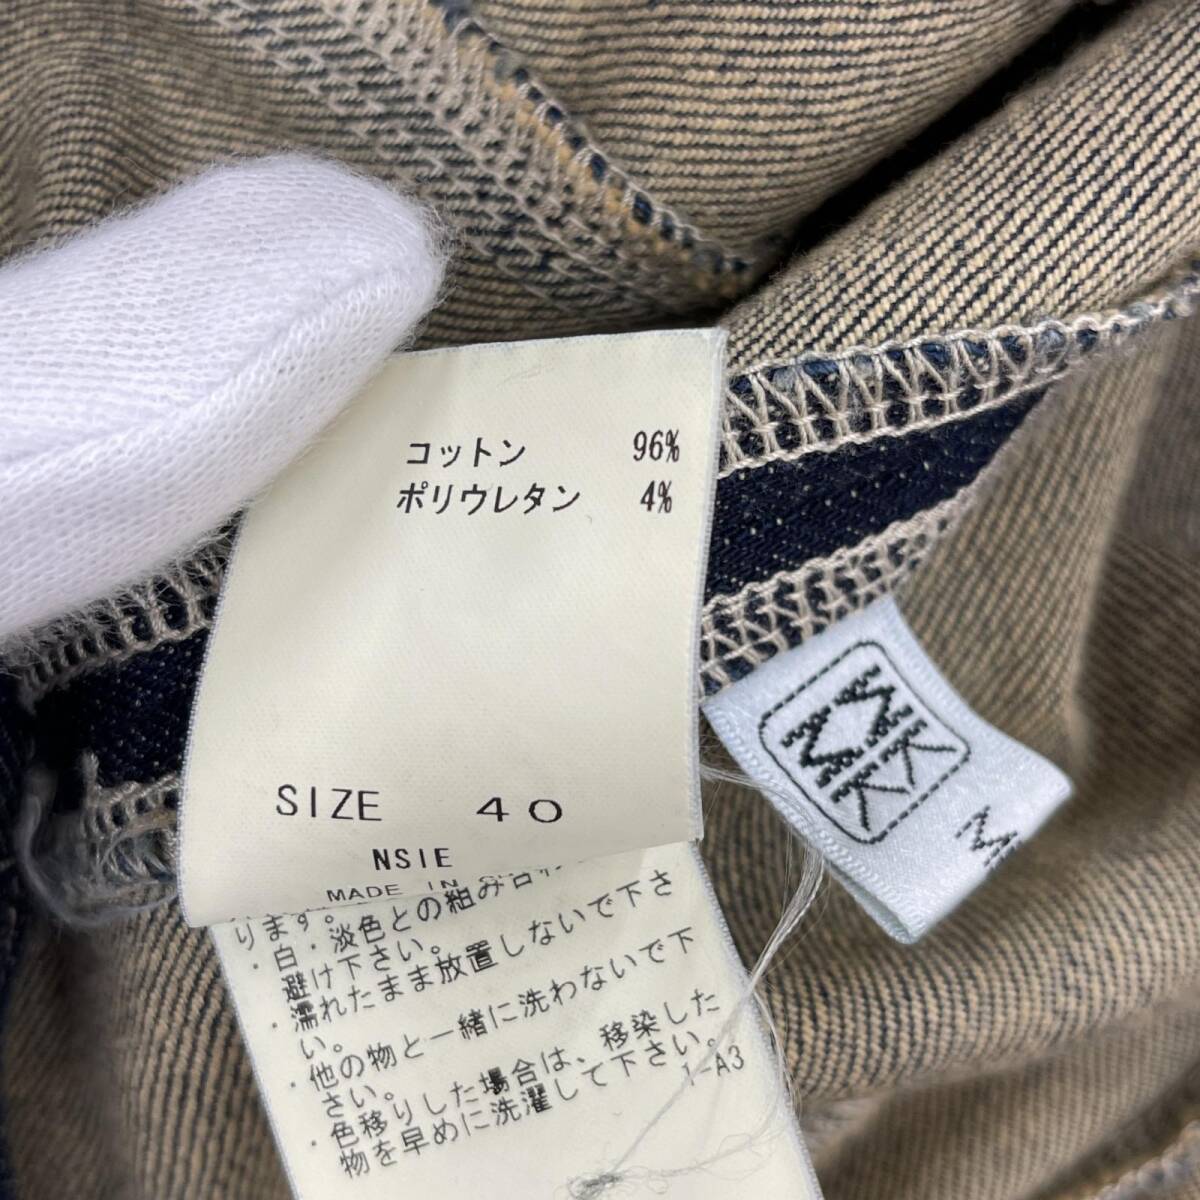 コットン 96%
ポリウレタン 4%
SIZE 40
NSIE
MADE IN
ります。
・白・淡色との組み合わ
避け下さい。
・濡れたまま放置しないで下さ
い。
・他の物と一緒に洗わないで下
さい。
・色移りした場合は、移染した
物を早めに洗濯して下さい。
1-A3
MK
MK